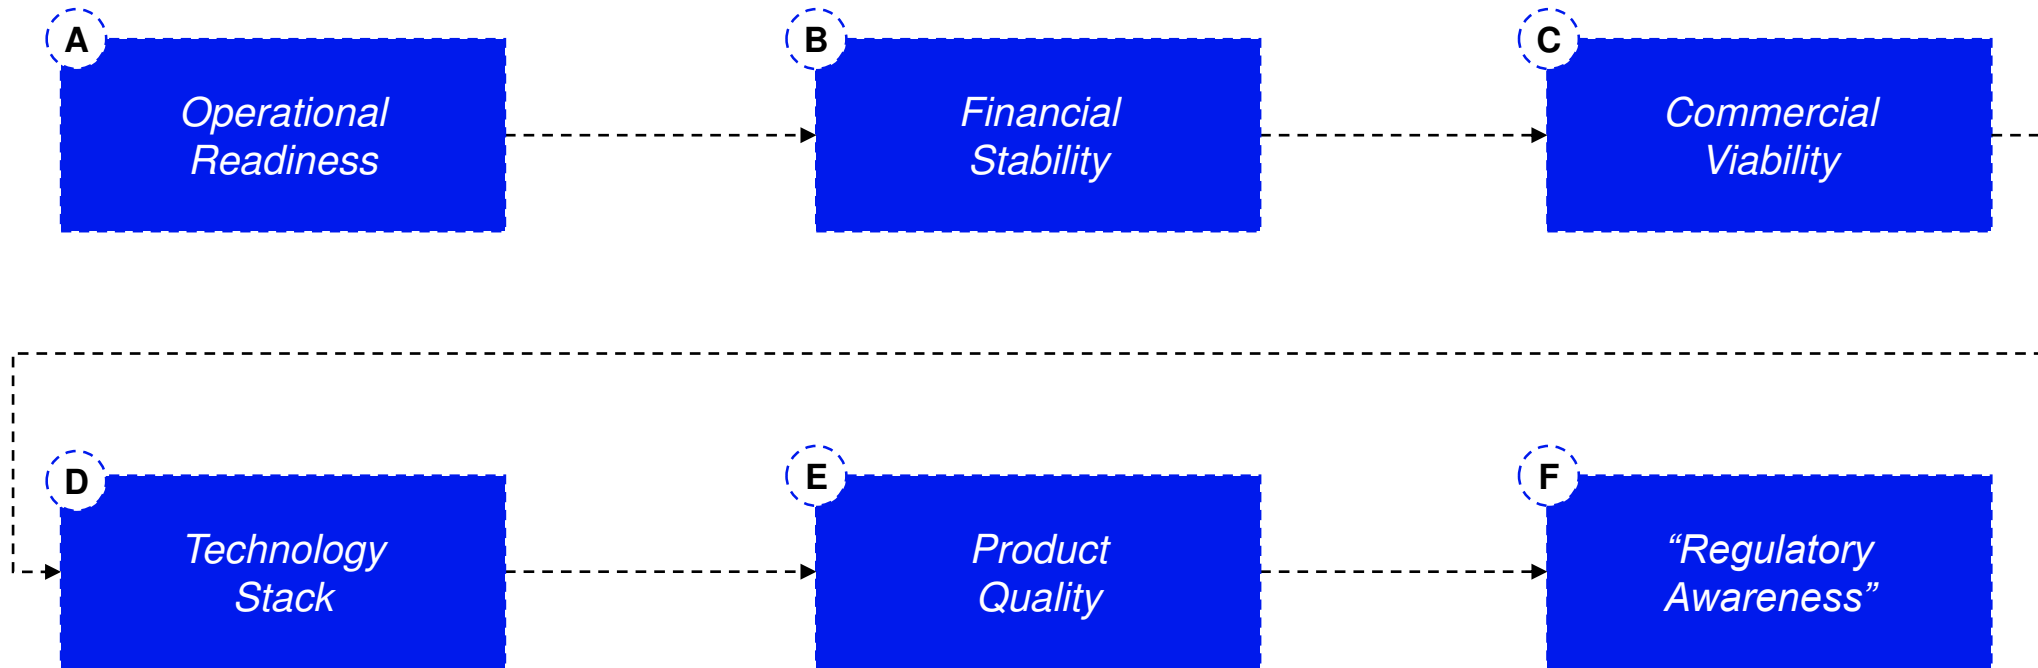 A
Operational
Readiness
B
Financial
Stability
C
Commercial
Viability
D
Technology
Stack
E
Product
Quality
F
“Regulatory
Awareness”